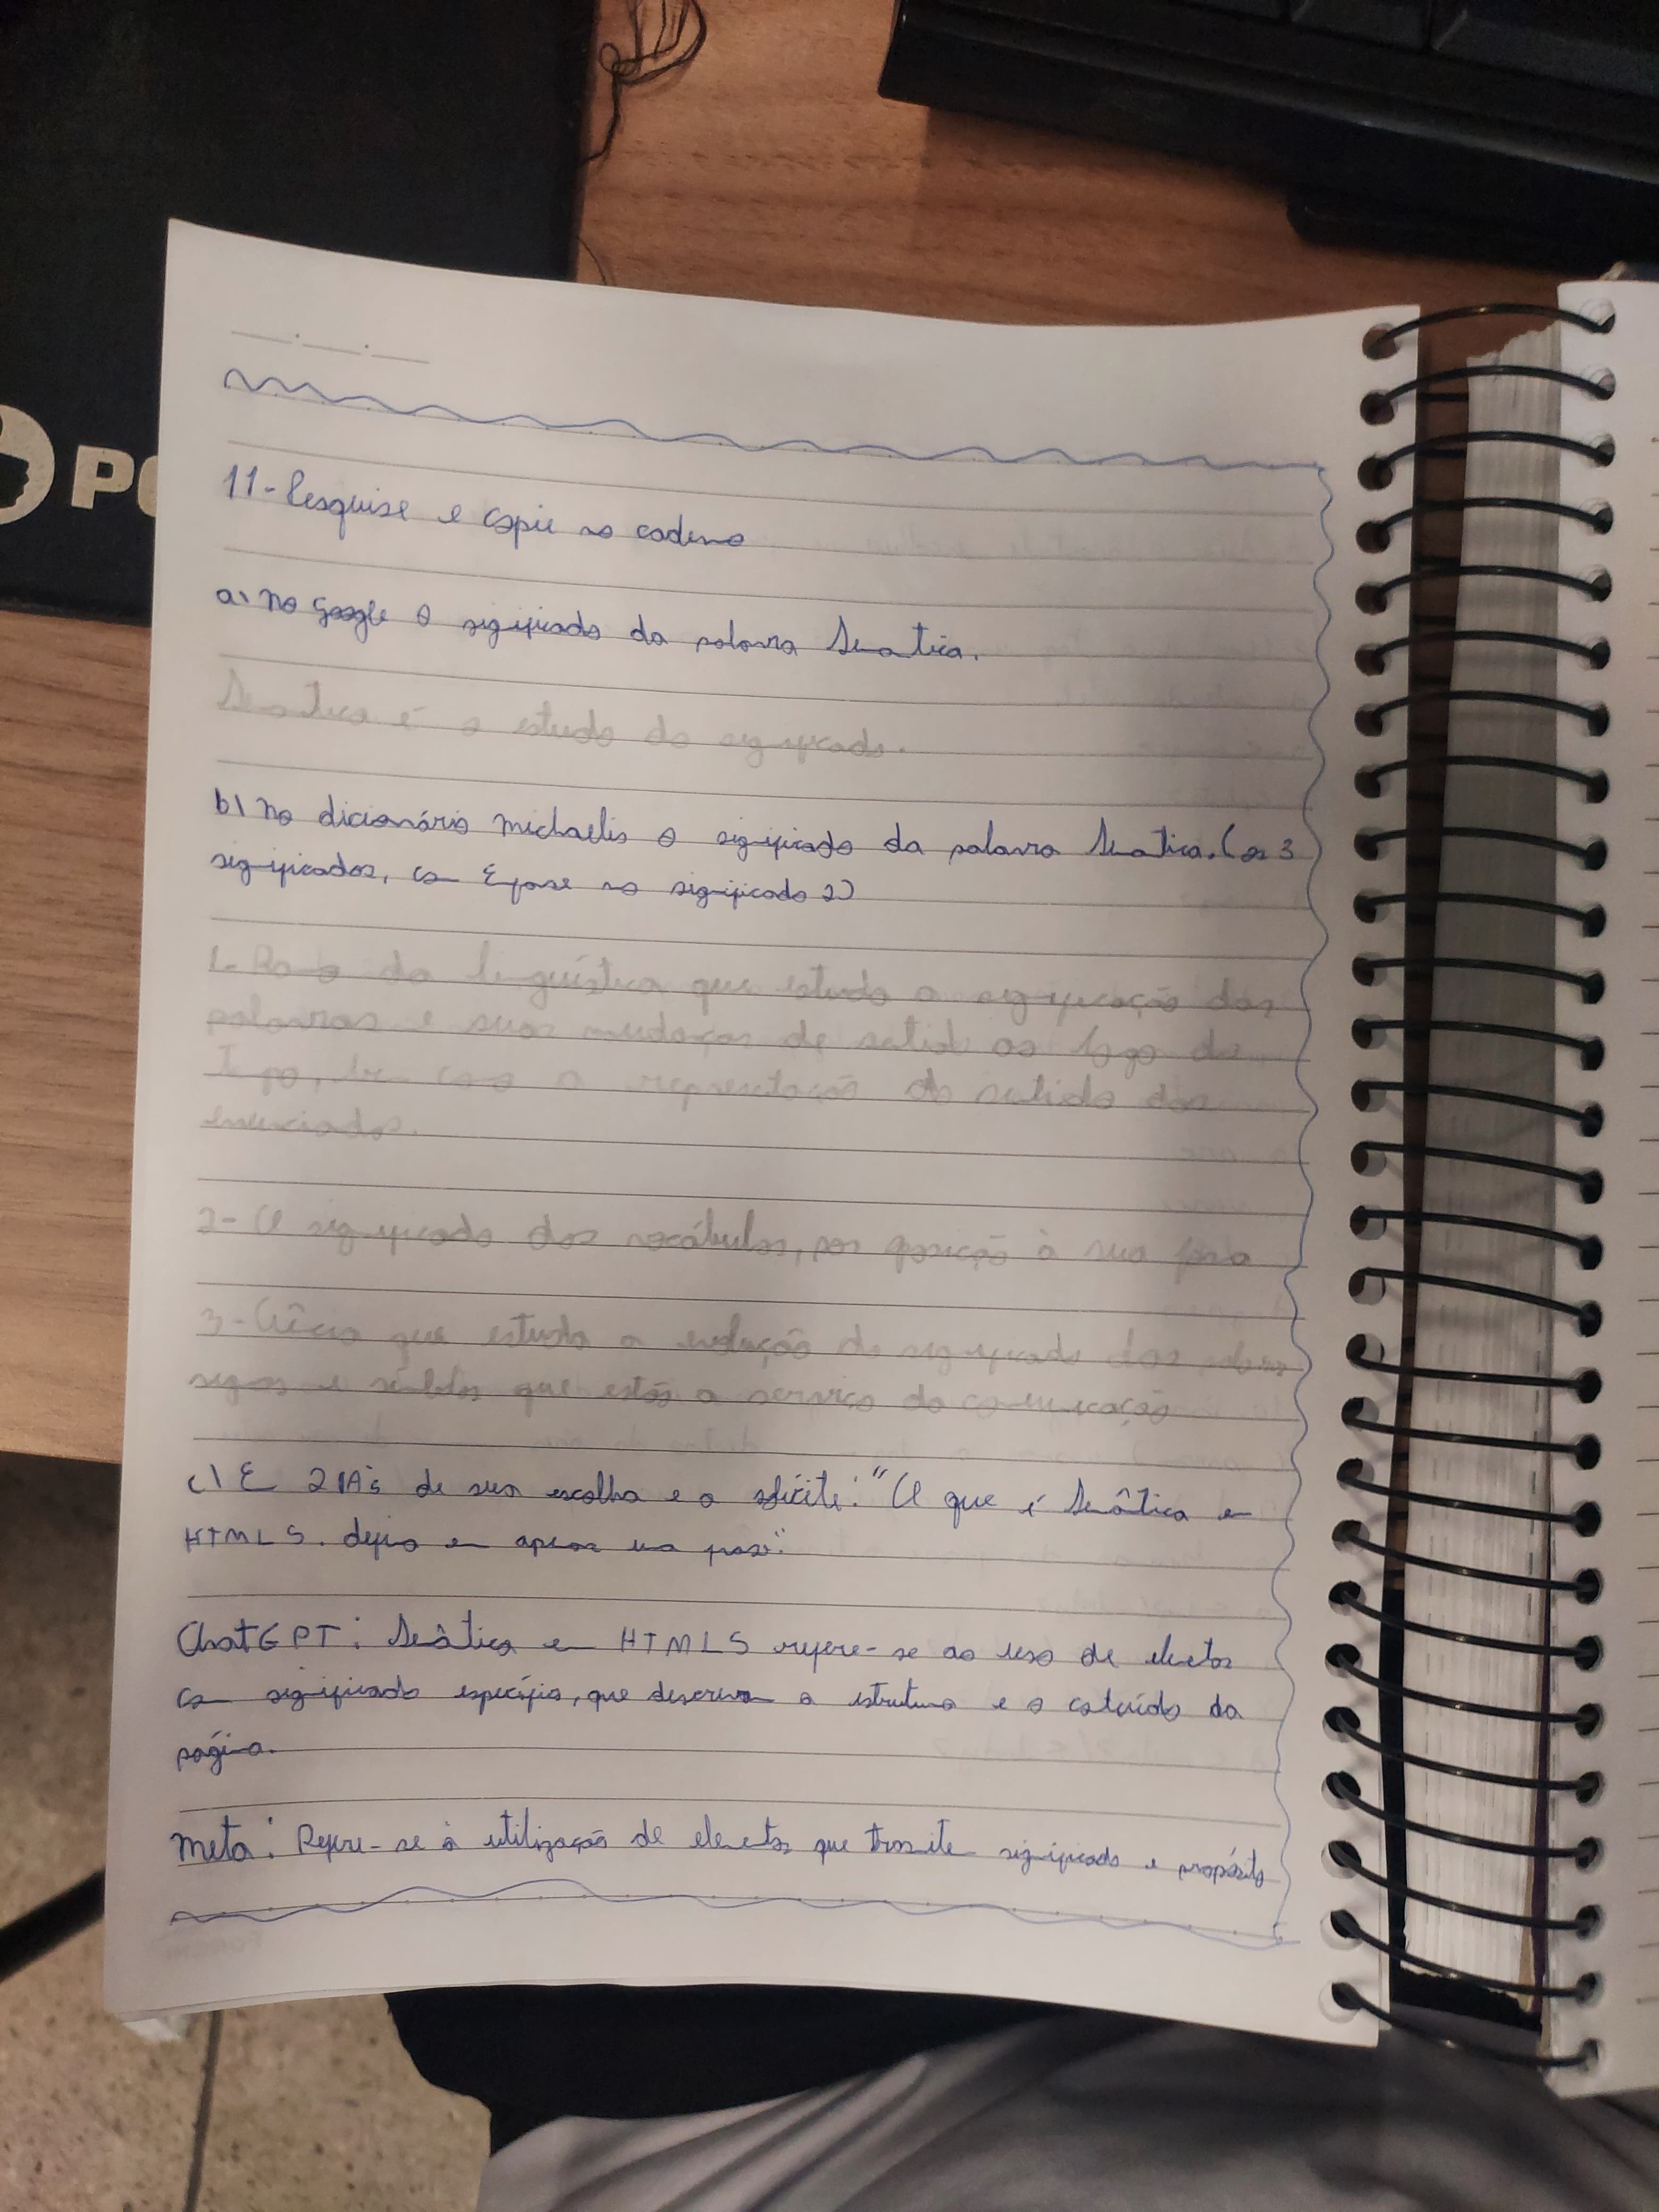 PO
11- Pesquise e copie no caderno
a) No Google o significado da palavra Semântica.
Semântica é o estudo do significado.
b) No dicionário michaelis o significado da palavra Semântica. (os 3
significados, com Enfase no significado 2)
1- Ramo da linguística que estuda a significação das
palavras e suas mudanças de sentido ao longo do
Tempo, bem como a representação do sentido dos
enunciados.
2- O significado dos vocábulos, por oposição à sua forma
3- Ciência que estuda a evolução do significado das palavras
signos e símbolos que estão a serviço da comunicação
c) Em 2 IA's de sua escolha e a solicite: "O que é Semântica em
HTML5. defina em apenas uma frase".
ChatGPT: Semântica em HTML5 refere-se ao uso de elementos
com significado específico, que descrevem a estrutura e o conteúdo da
página.
Meta: Refere-se à utilização de elementos que transmitem significado e propósito